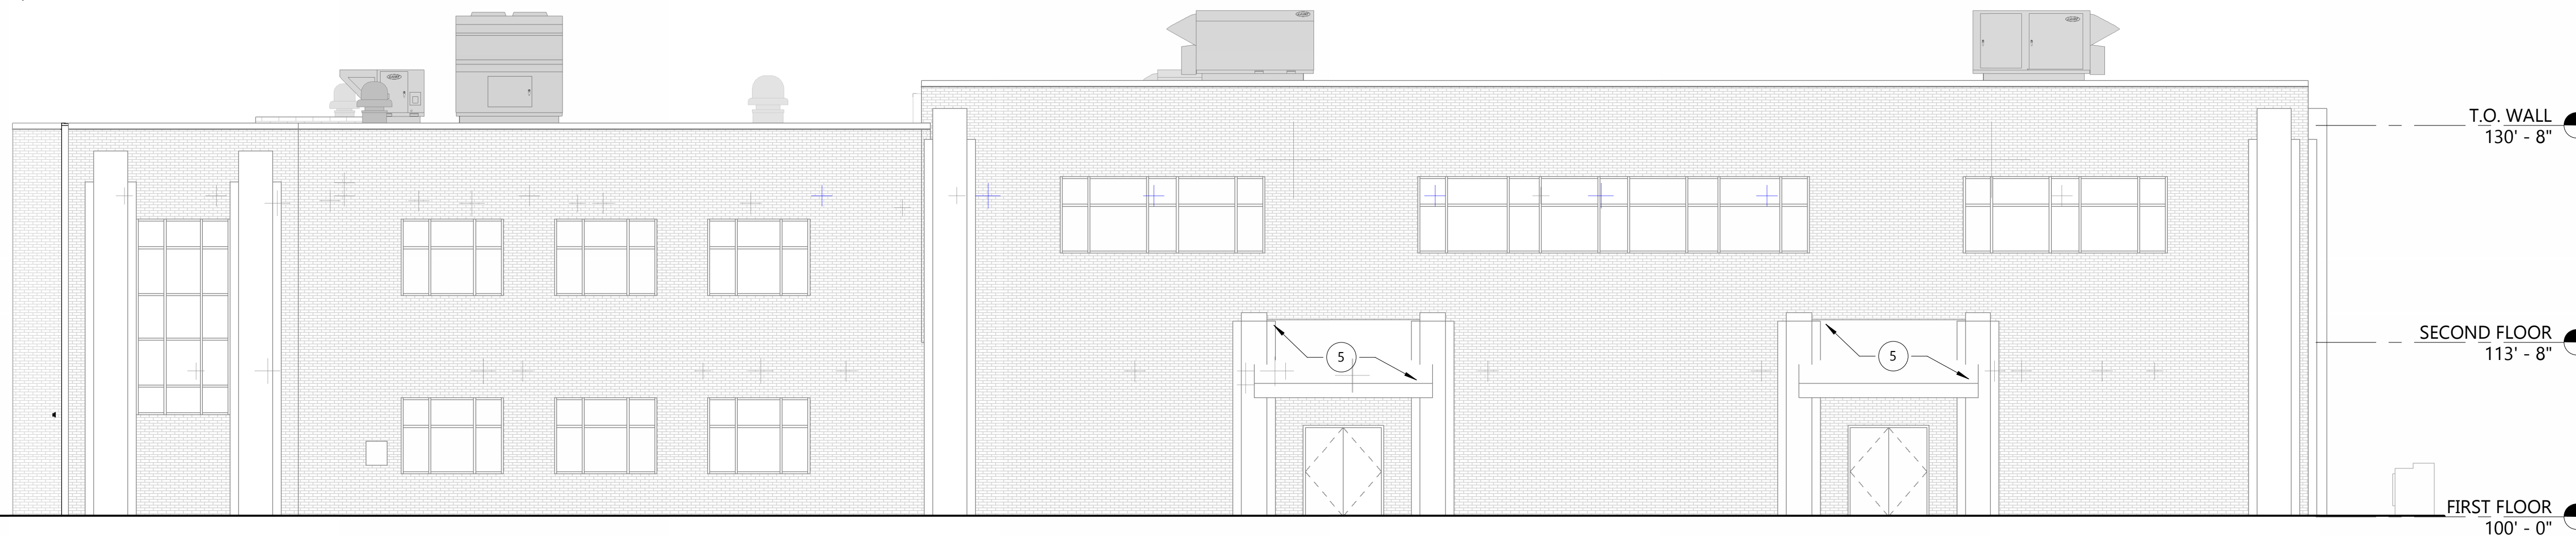 T.O. WALL
130' - 8"
5
5
SECOND FLOOR
113' - 8"
FIRST FLOOR
100' - 0"